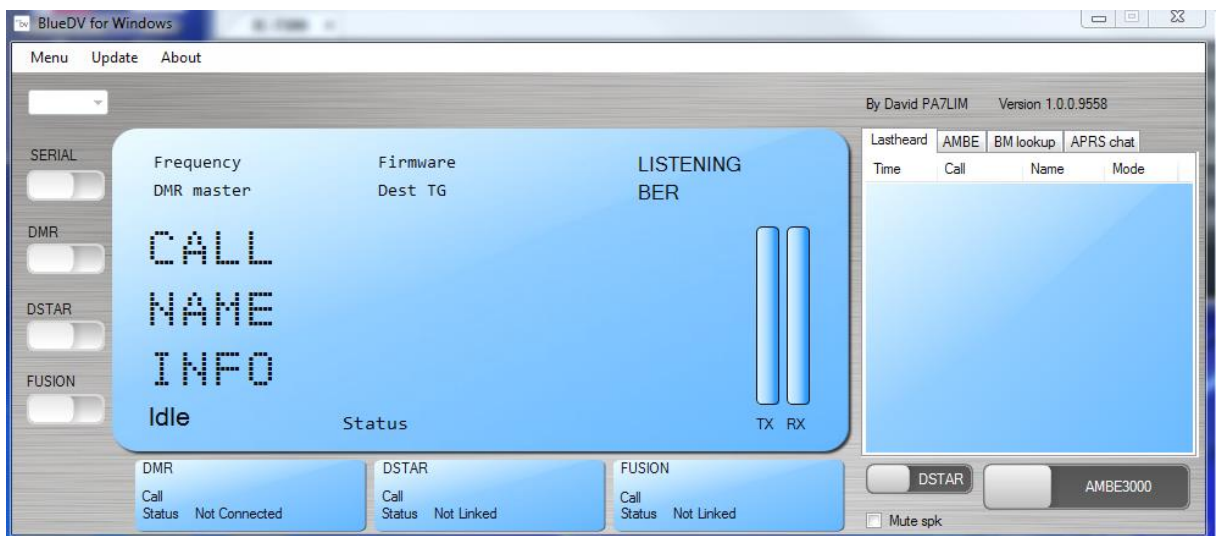 BlueDV for Windows
Menu Update About
By David PA7LIM Version 1.0.0.9558
SERIAL
DMR
DSTAR
FUSION
Frequency Firmware LISTENING
DMR master Dest TG BER
CALL
NAME
INFO
Idle Status TX RX
Lastheard AMBE BM lookup APRS chat
Time Call Name Mode
DMR
Call
Status Not Connected
DSTAR
Call
Status Not Linked
FUSION
Call
Status Not Linked
DSTAR AMBE3000
Mute spk